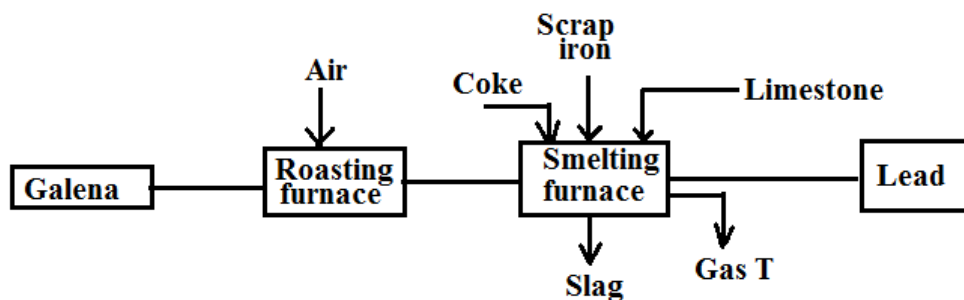 Scrap
iron
Air
Coke
Limestone
Galena
Roasting
furnace
Smelting
furnace
Lead
Slag
Gas T